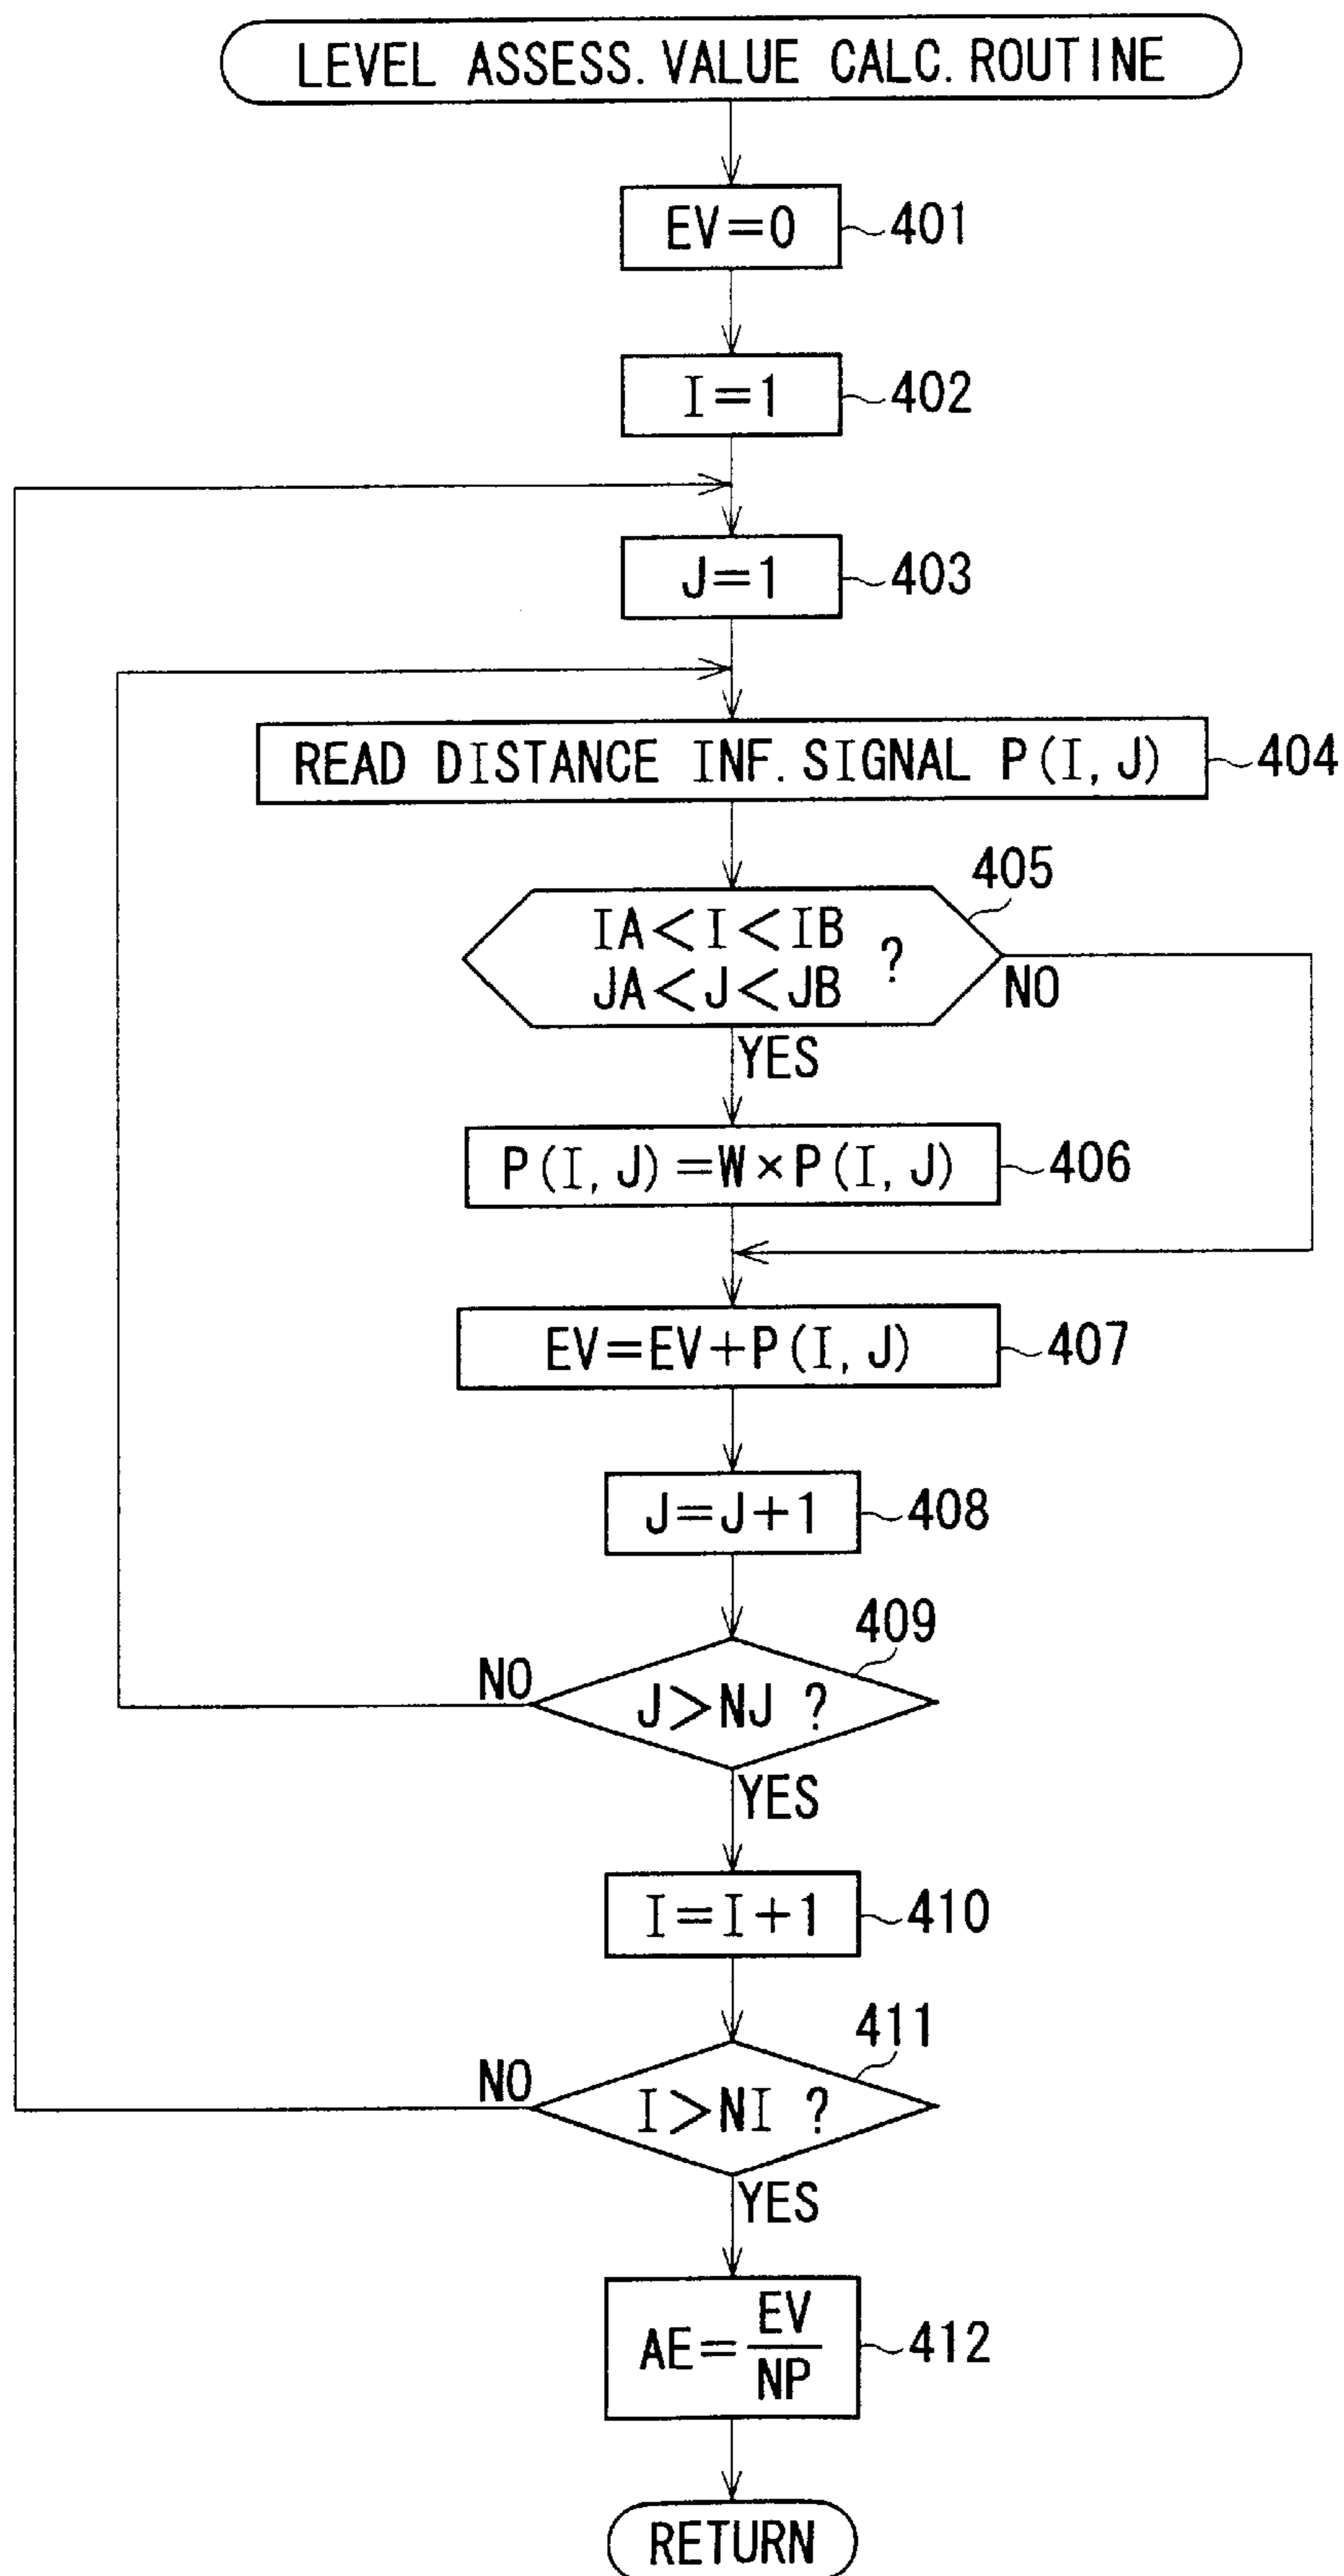 LEVEL ASSESS. VALUE CALC. ROUTINE
EV=0
401
I=1
402
J=1
403
READ DISTANCE INF. SIGNAL P(I, J)
404
405
IA<I<IB
JA<J<JB
?
NO
YES
P(I, J)=W×P(I, J)
406
EV=EV+P(I, J)
407
J=J+1
408
409
NO
J>NJ ?
YES
I=I+1
410
411
NO
I>NI ?
YES
AE=EV/NP
412
RETURN